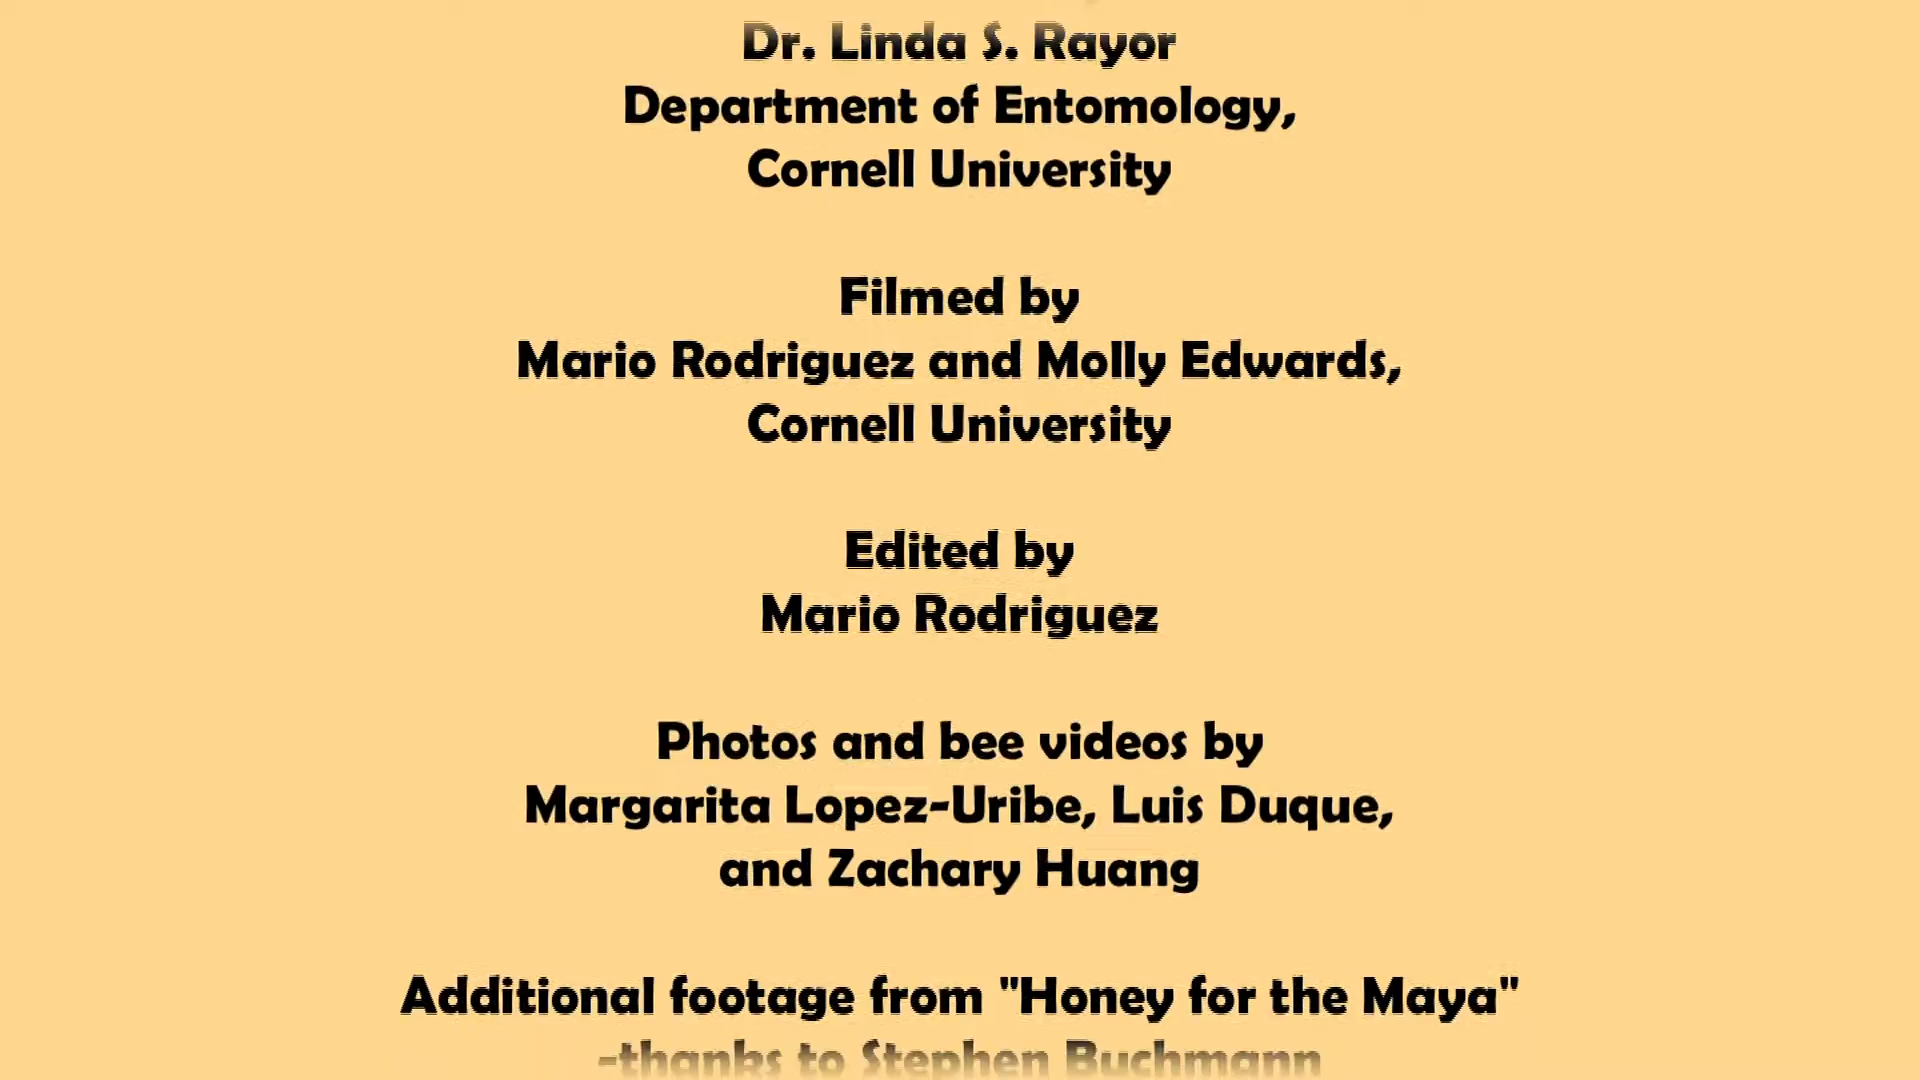 Dr. Linda S. Rayor
Department of Entomology,
Cornell University
Filmed by
Mario Rodriguez and Molly Edwards,
Cornell University
Edited by
Mario Rodriguez
Photos and bee videos by
Margarita Lopez-Uribe, Luis Duque,
and Zachary Huang
Additional footage from "Honey for the Maya"
-thanks to Stephen Buchmann